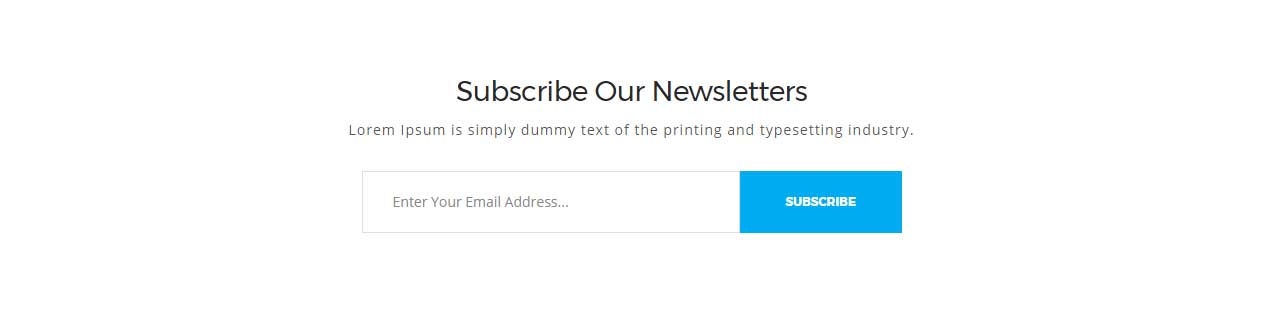 Subscribe Our Newsletters
Lorem Ipsum is simply dummy text of the printing and typesetting industry.
Enter Your Email Address...
SUBSCRIBE